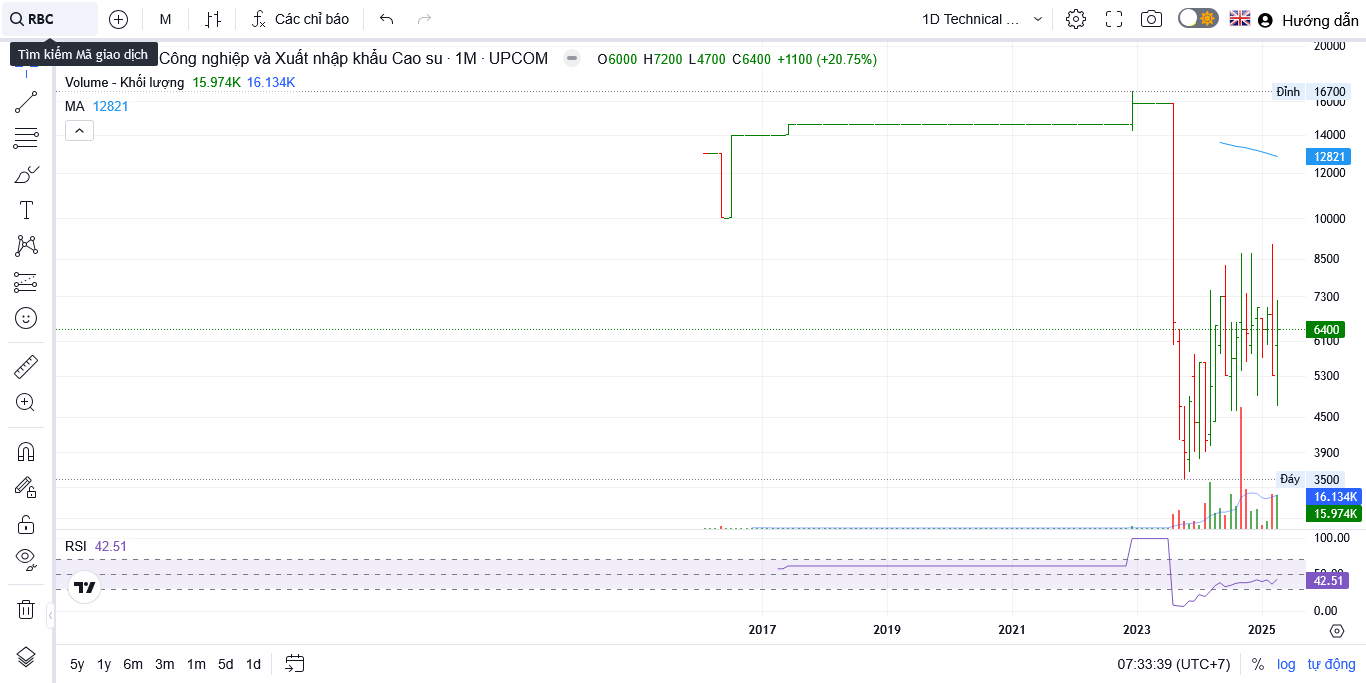 RBC
M
Các chỉ báo
1D Technical ...
Hướng dẫn
Tìm kiếm Mã giao dịch
Công nghiệp và Xuất nhập khẩu Cao su · 1M · UPCOM
O6000 H7200 L4700 C6400 +1100 (+20.75%)
Volume - Khối lượng 15.974K 16.134K
MA 12821
20000
Đỉnh 16700
16000
14000
12821
12000
10000
8500
7300
6400
6100
5300
4500
3900
Đáy 3500
16.134K
15.974K
RSI 42.51
100.00
50.00
42.51
0.00
2017 2019 2021 2023 2025
5y 1y 6m 3m 1m 5d 1d
07:33:39 (UTC+7)
% log tự động